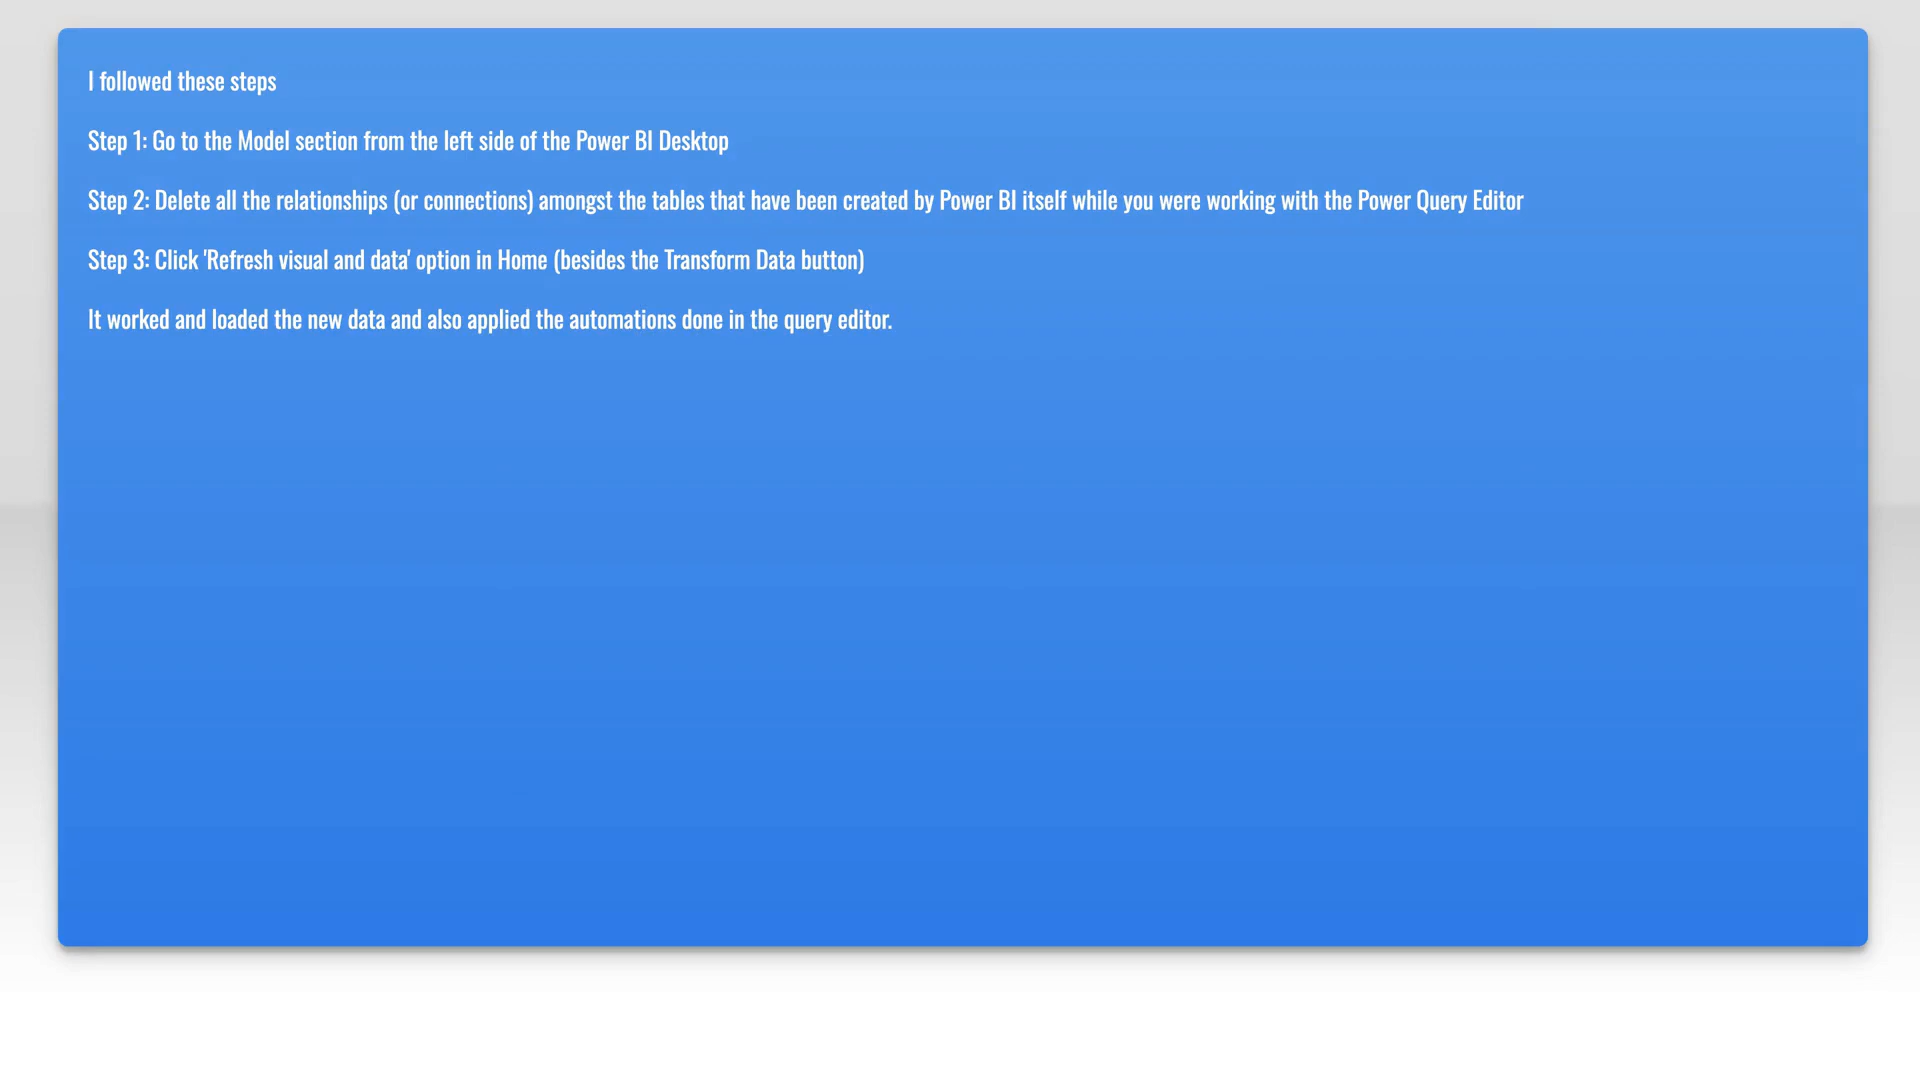 I followed these steps
Step 1: Go to the Model section from the left side of the Power BI Desktop
Step 2: Delete all the relationships (or connections) amongst the tables that have been created by Power BI itself while you were working with the Power Query Editor
Step 3: Click 'Refresh visual and data' option in Home (besides the Transform Data button)
It worked and loaded the new data and also applied the automations done in the query editor.